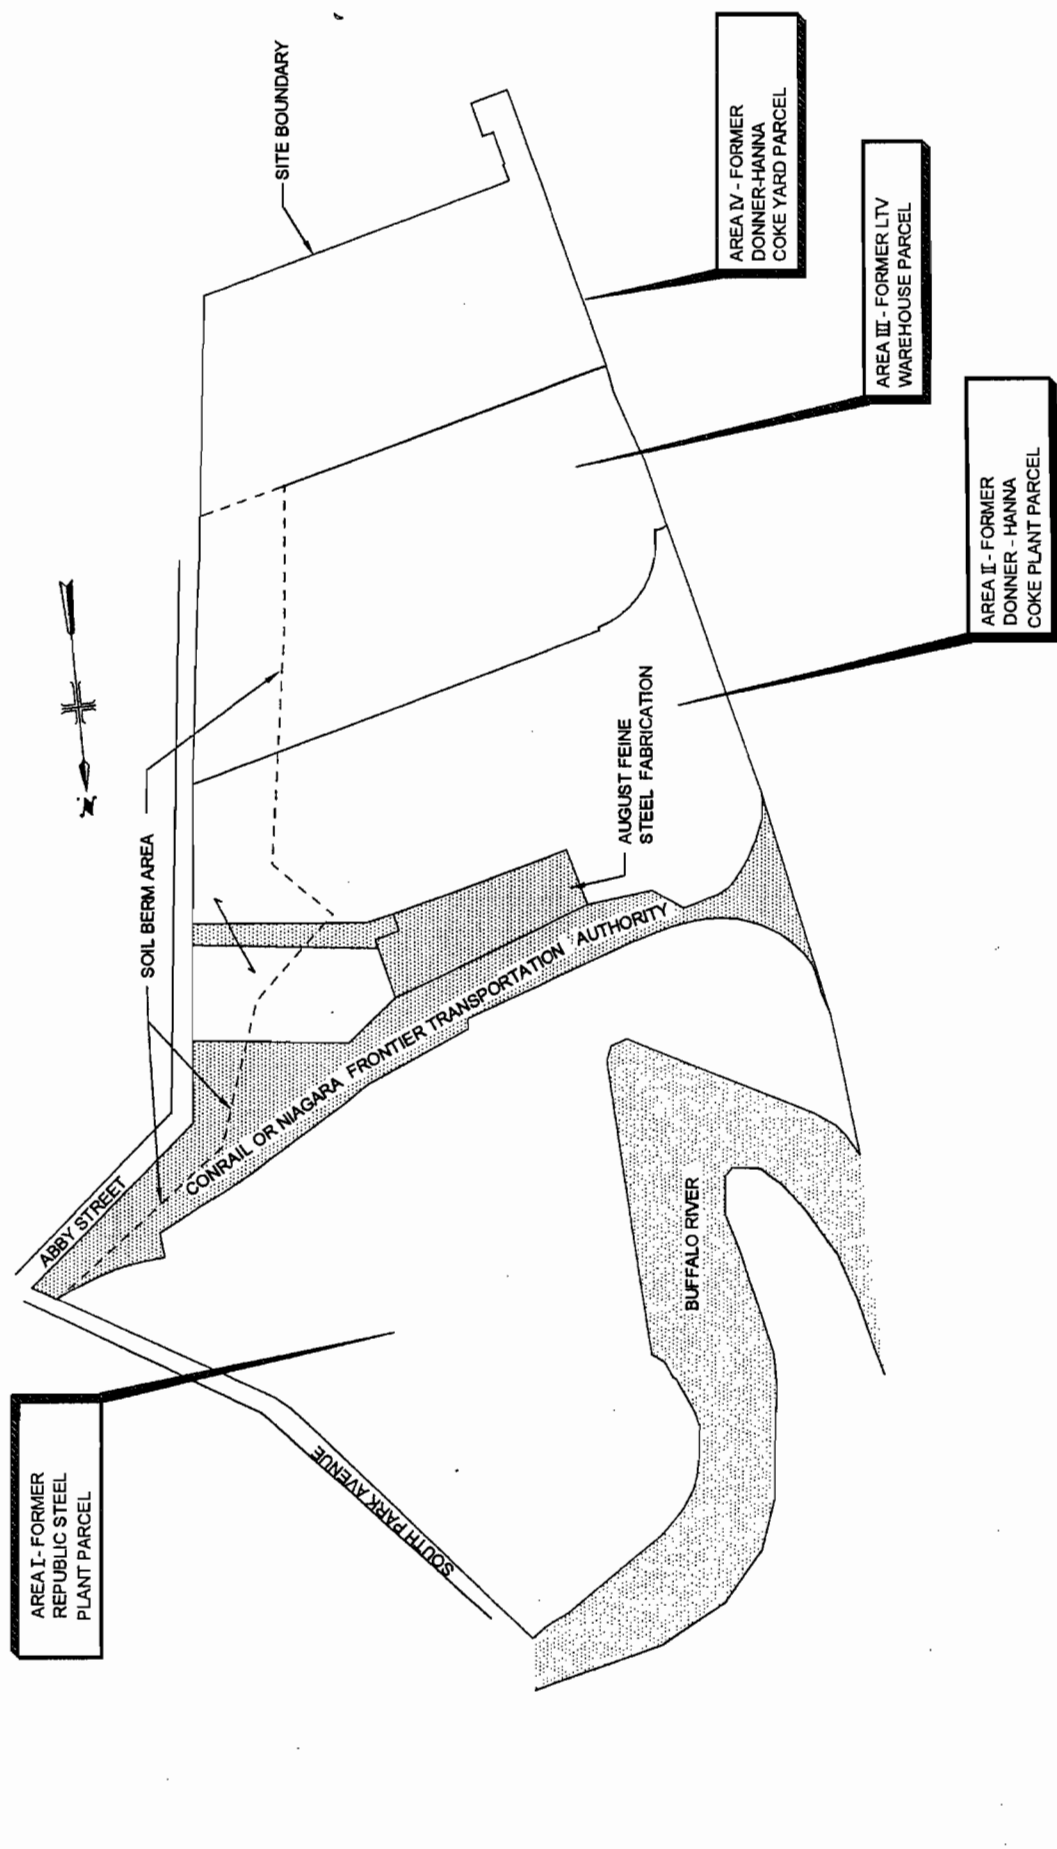 AREA I - FORMER
REPUBLIC STEEL
PLANT PARCEL
ABBY STREET
SOUTH PARK AVENUE
SOIL BERM AREA
SITE BOUNDARY
CONRAIL OR NIAGARA FRONTIER TRANSPORTATION AUTHORITY
AUGUST FEINE
STEEL FABRICATION
BUFFALO RIVER
AREA II - FORMER
DONNER - HANNA
COKE PLANT PARCEL
AREA III - FORMER LTV
WAREHOUSE PARCEL
AREA IV - FORMER
DONNER-HANNA
COKE YARD PARCEL